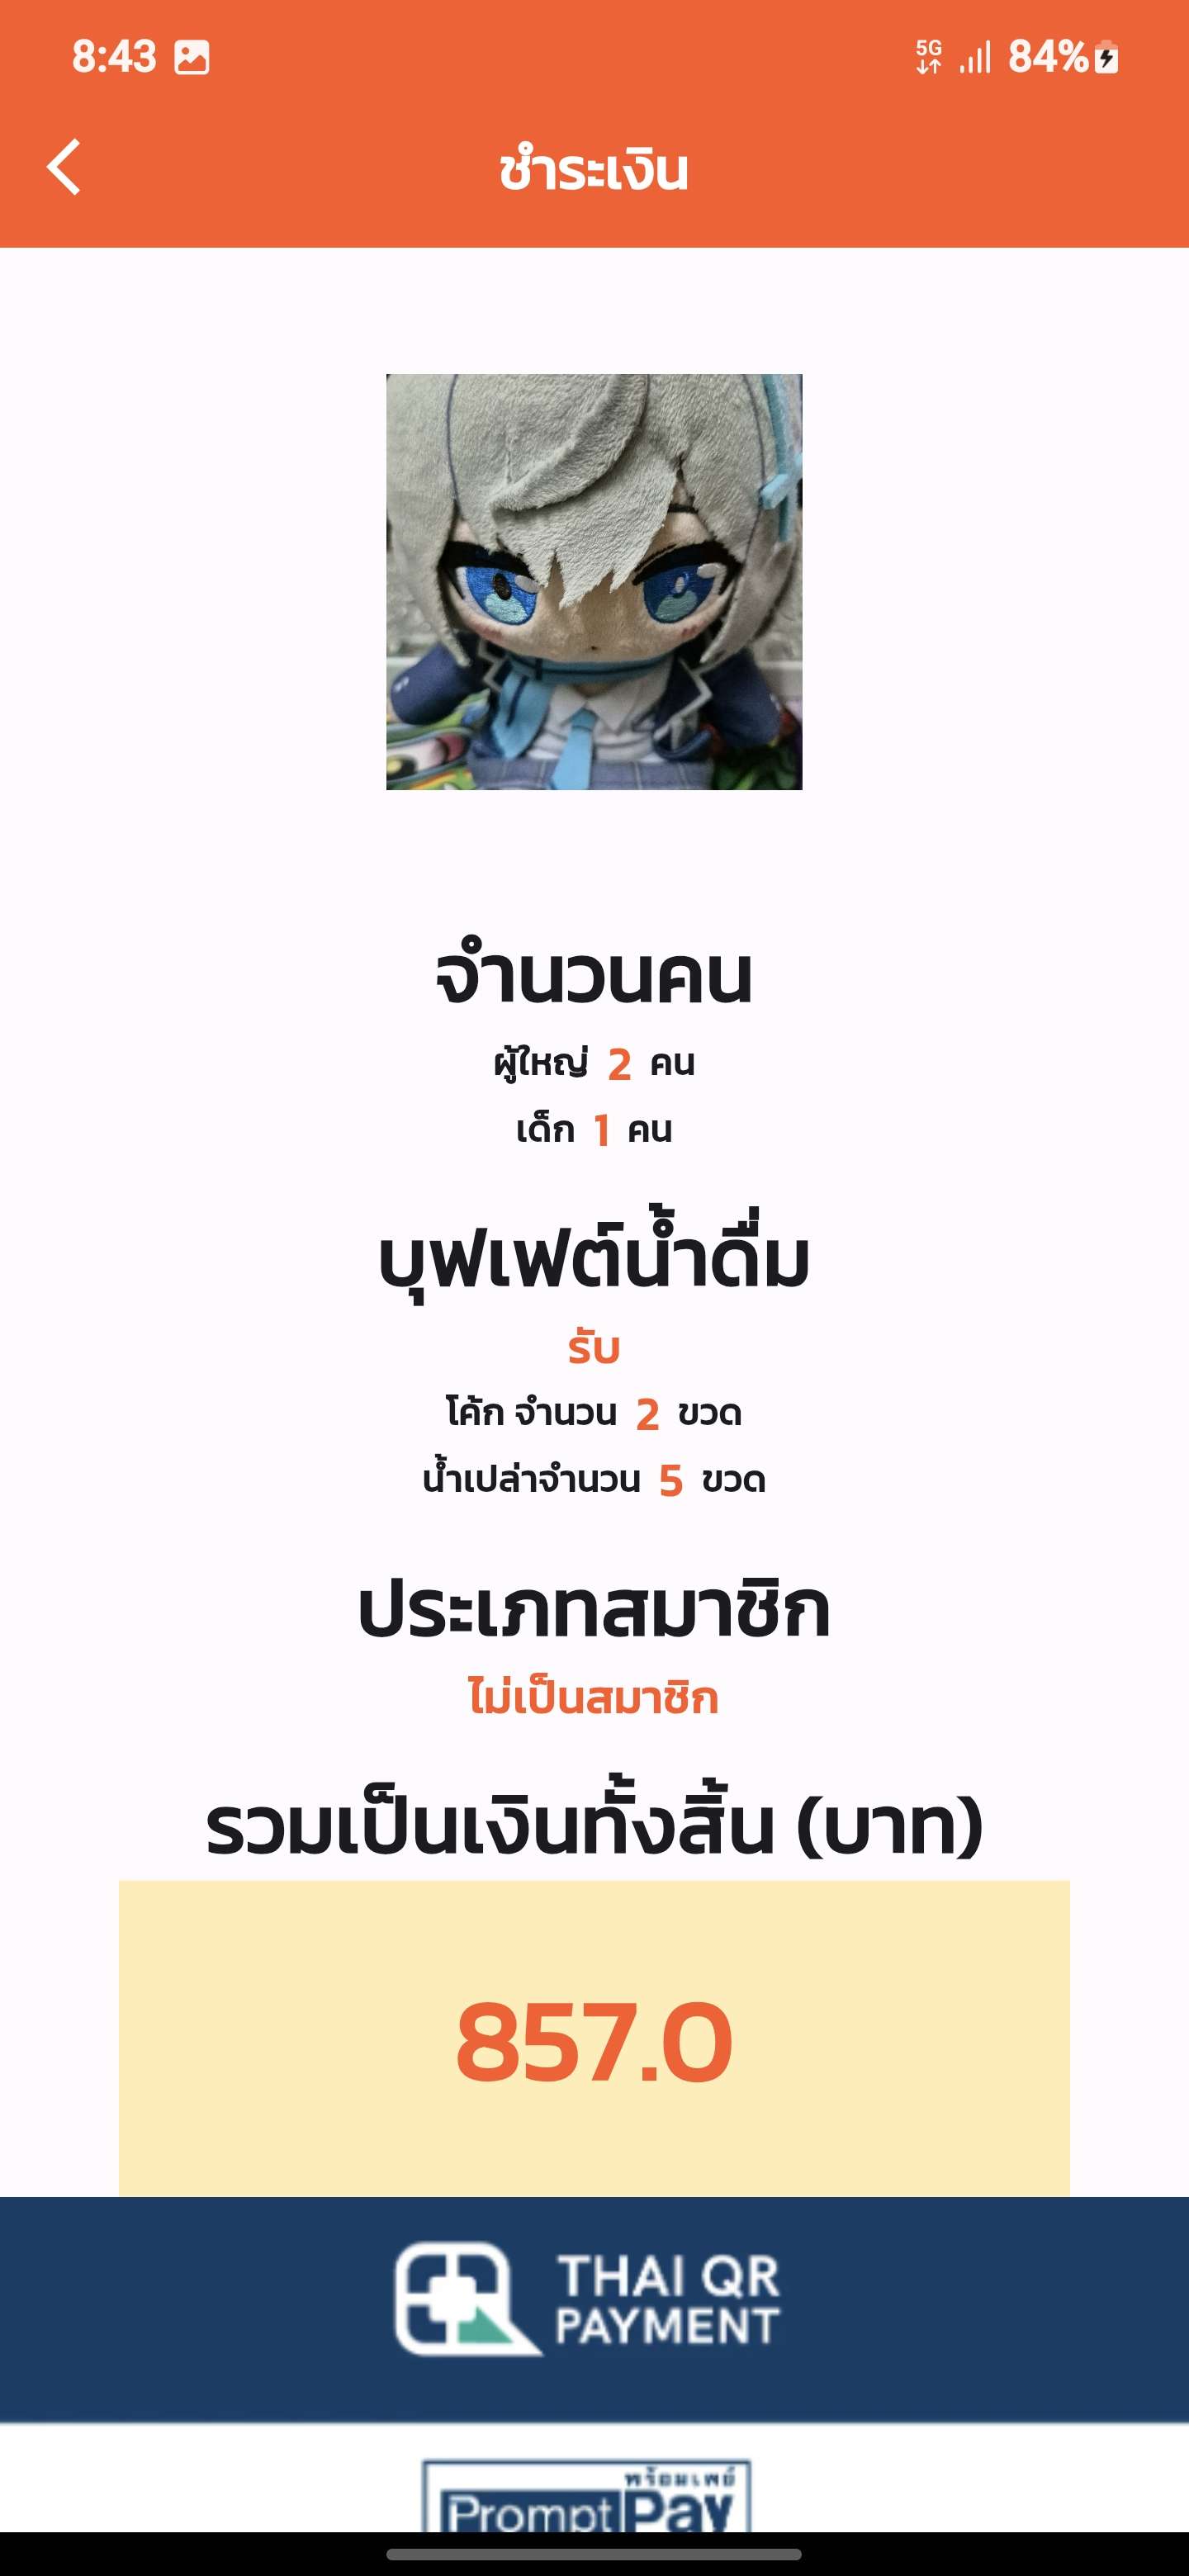 8:43
5G
84%
ชำระเงิน
จำนวนคน
ผู้ใหญ่ 2 คน
เด็ก 1 คน
บุฟเฟต์น้ำดื่ม
รับ
โค้ก จำนวน 2 ขวด
น้ำเปล่าจำนวน 5 ขวด
ประเภทสมาชิก
ไม่เป็นสมาชิก
รวมเป็นเงินทั้งสิ้น (บาท)
857.0
THAI QR
PAYMENT
พร้อมเพย์
PromptPay